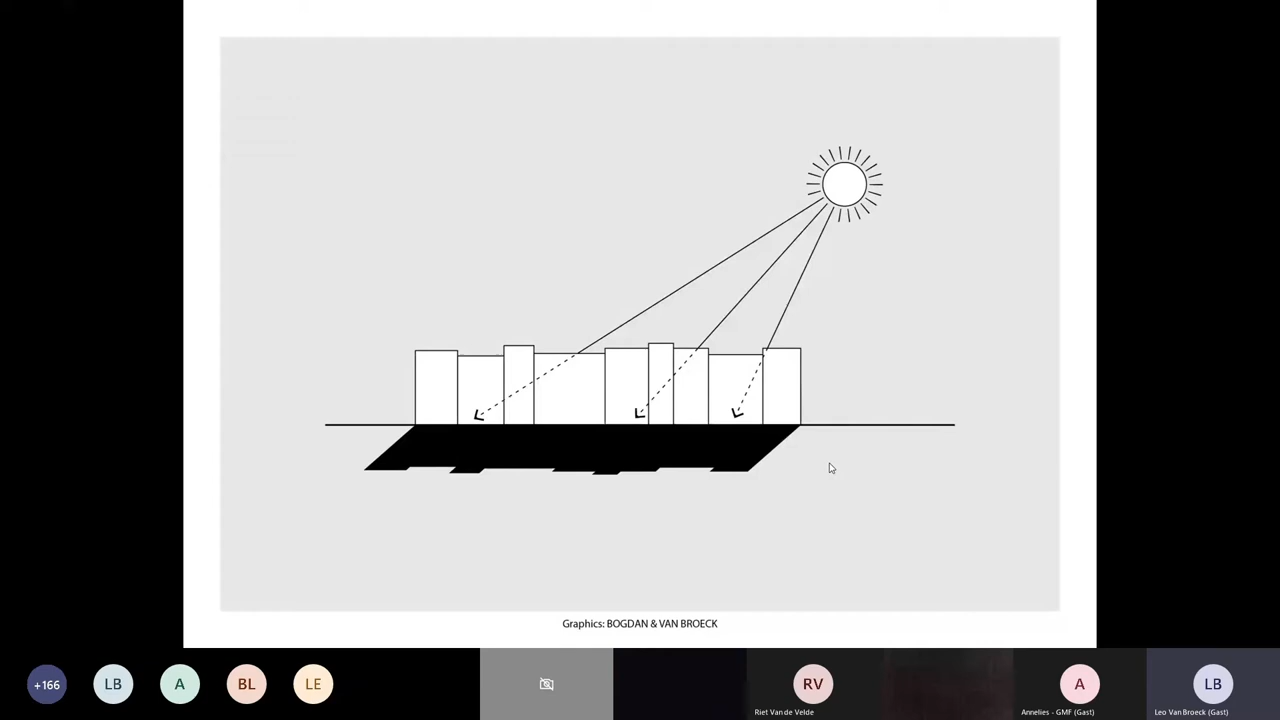 Graphics: BOGDAN & VAN BROECK
+166
LB
A
BL
LE
RV
A
LB
Riet Van de Velde
Annelies - GMF (Gast)
Leo Van Broeck (Gast)